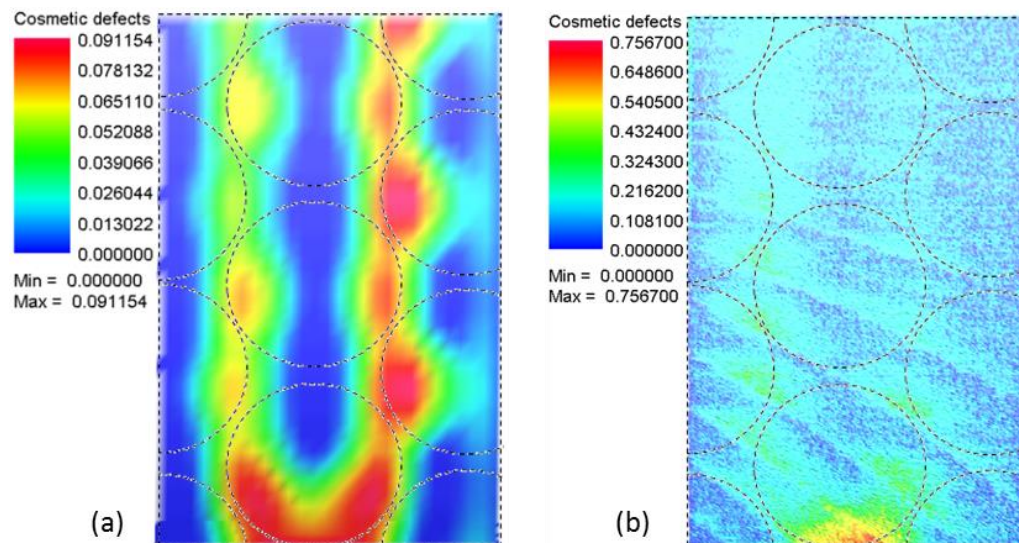 Cosmetic defects
0.091154
0.078132
0.065110
0.052088
0.039066
0.026044
0.013022
0.000000
Min = 0.000000
Max = 0.091154
(a)
Cosmetic defects
0.756700
0.648600
0.540500
0.432400
0.324300
0.216200
0.108100
0.000000
Min = 0.000000
Max = 0.756700
(b)